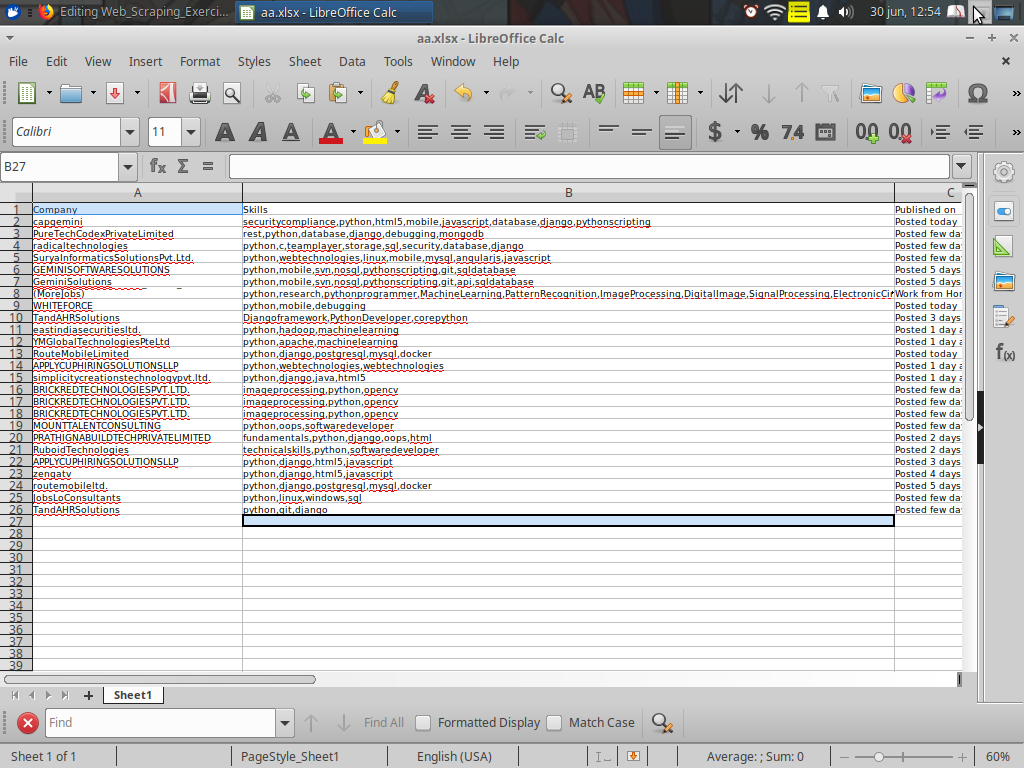 Editing Web_Scraping_Exerci...
aa.xlsx - LibreOffice Calc
30 jun, 12:54
aa.xlsx - LibreOffice Calc
File Edit View Insert Format Styles Sheet Data Tools Window Help
Calibri 11
B27
A B C
1 Company Skills Published on
2 capgemini securitycompliance,python,html5,mobile,javascript,database,django,pythonscripting Posted today
3 PureTechCodexPrivateLimited rest,python,database,django,debugging,mongodb Posted few da
4 radicaltechnologies python,c,teamplayer,storage,sql,security,database,django Posted few da
5 SuryaInformaticsSolutionsPvt.Ltd. python,webtechnologies,linux,mobile,mysql,angularjs,javascript Posted few da
6 GEMINISOFTWARESOLUTIONS python,mobile,svn,nosql,pythonscripting,git,sqldatabase Posted 5 days
7 GeminiSolutions python,mobile,svn,nosql,pythonscripting,git,api,sqldatabase Posted 5 days
8 (MoreJobs) python,research,pythonprogrammer,MachineLearning,PatternRecognition,ImageProcessing,DigitalImage,SignalProcessing,ElectronicCir Work from Hom
9 WHITEFORCE python,mobile,debugging Posted today
10 TandAHRSolutions Djangoframework,PythonDeveloper,corepython Posted 3 days
11 eastindiasecuritiesltd. python,hadoop,machinelearning Posted 1 day a
12 YMGlobalTechnologiesPteLtd python,apache,machinelearning Posted 1 day a
13 RouteMobileLimited python,django,postgresql,mysql,docker Posted today
14 APPLYCUPHIRINGSOLUTIONSLLP python,webtechnologies,webtechnologies Posted 1 day a
15 simplicitycreationstechnologypvt.ltd. python,django,java,html5 Posted 1 day a
16 BRICKREDTECHNOLOGIESPVT.LTD. imageprocessing,python,opencv Posted few da
17 BRICKREDTECHNOLOGIESPVT.LTD. imageprocessing,python,opencv Posted few da
18 BRICKREDTECHNOLOGIESPVT.LTD. imageprocessing,python,opencv Posted few da
19 MOUNTTALENTCONSULTING python,oops,softwaredeveloper Posted few da
20 PRATHIGNABUILDTECHPRIVATELIMITED fundamentals,python,django,oops,html Posted 2 days
21 RuboidTechnologies technicalskills,python,softwaredeveloper Posted 2 days
22 APPLYCUPHIRINGSOLUTIONSLLP python,django,html5,javascript Posted 3 days
23 zengatv python,django,html5,javascript Posted 4 days
24 routemobileltd. python,django,postgresql,mysql,docker Posted 5 days
25 JobsLoConsultants python,linux,windows,sql Posted few da
26 TandAHRSolutions python,git,django Posted few da
27
28
29
30
31
32
33
34
35
36
37
38
39
Sheet1
Find Find All Formatted Display Match Case
Sheet 1 of 1 PageStyle_Sheet1 English (USA) Average: ; Sum: 0 60%